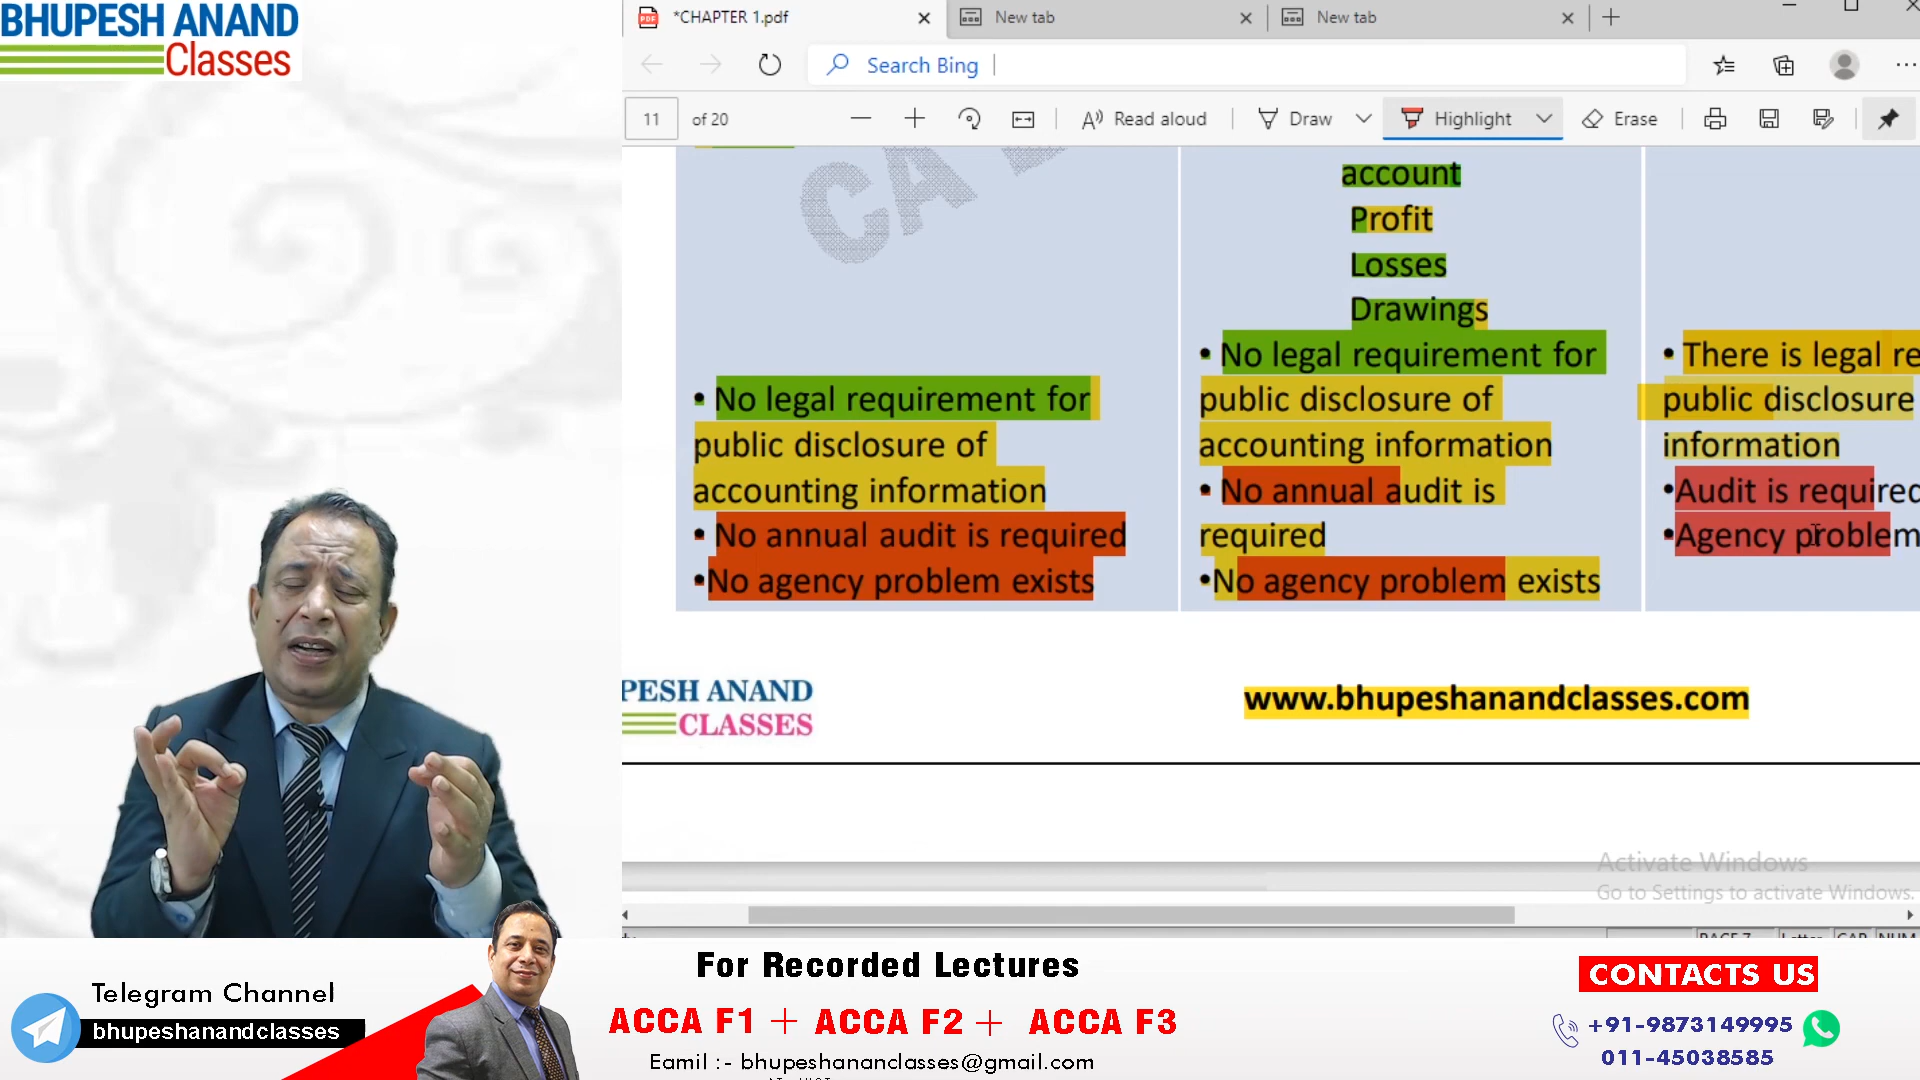 BHUPESH ANAND
Classes
*CHAPTER 1.pdf
New tab
New tab
Search Bing
11
of 20
Read aloud
Draw
Highlight
Erase
CA
account
Profit
Losses
Drawings
• No legal requirement for
public disclosure of
accounting information
• No annual audit is required
•No agency problem exists
• No legal requirement for
public disclosure of
accounting information
• No annual audit is
required
•No agency problem exists
• There is legal re
public disclosure
information
•Audit is required
•Agency problem
PESH ANAND
CLASSES
www.bhupeshanandclasses.com
Activate Windows
Go to Settings to activate Windows.
Telegram Channel
bhupeshanandclasses
For Recorded Lectures
ACCA F1 + ACCA F2 + ACCA F3
Eamil :- bhupeshananclasses@gmail.com
CONTACTS US
+91-9873149995
011-45038585